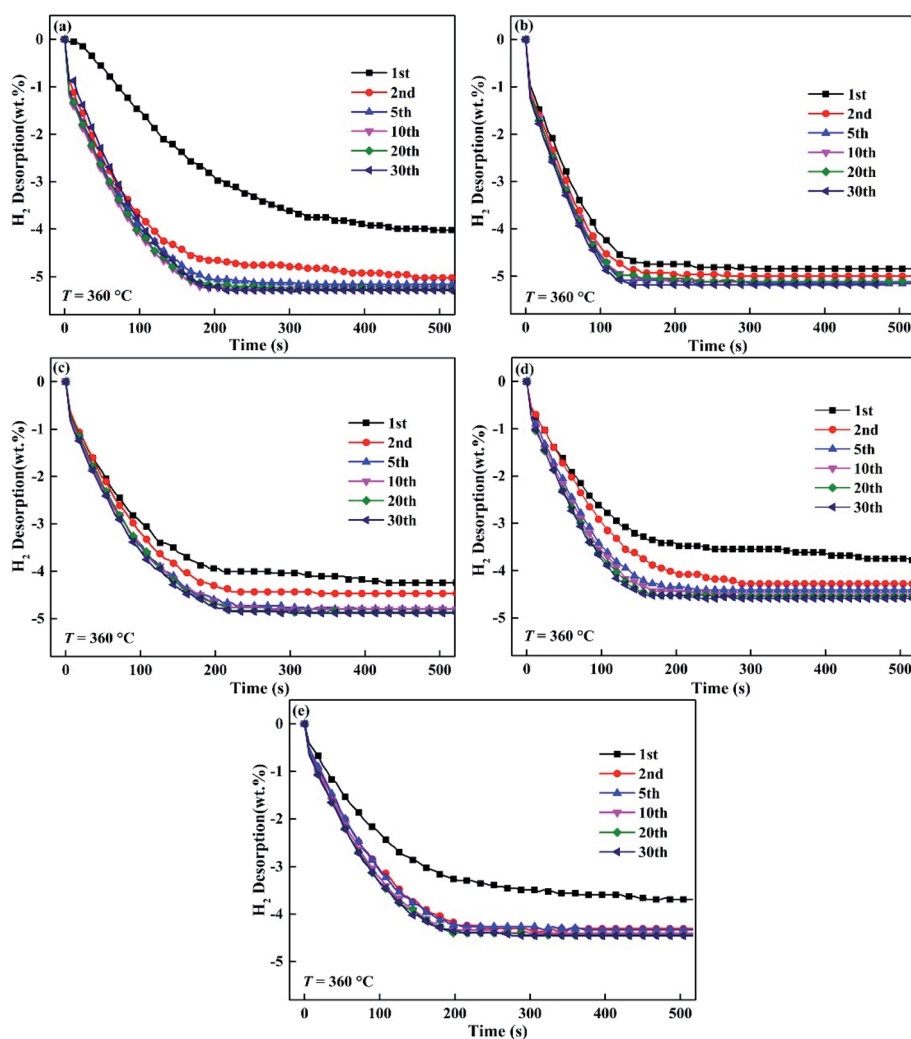 (a)
0
-1
-2
-3
-4
-5
H2 Desorption(wt.%)
1st
2nd
5th
10th
20th
30th
T = 360 °C
0 100 200 300 400 500
Time (s)
(b)
0
-1
-2
-3
-4
-5
H2 Desorption(wt.%)
1st
2nd
5th
10th
20th
30th
T = 360 °C
0 100 200 300 400 500
Time (s)
(c)
0
-1
-2
-3
-4
-5
H2 Desorption(wt.%)
1st
2nd
5th
10th
20th
30th
T = 360 °C
0 100 200 300 400 500
Time (s)
(d)
0
-1
-2
-3
-4
-5
H2 Desorption(wt.%)
1st
2nd
5th
10th
20th
30th
T = 360 °C
0 100 200 300 400 500
Time (s)
(e)
0
-1
-2
-3
-4
-5
H2 Desorption(wt.%)
1st
2nd
5th
10th
20th
30th
T = 360 °C
0 100 200 300 400 500
Time (s)